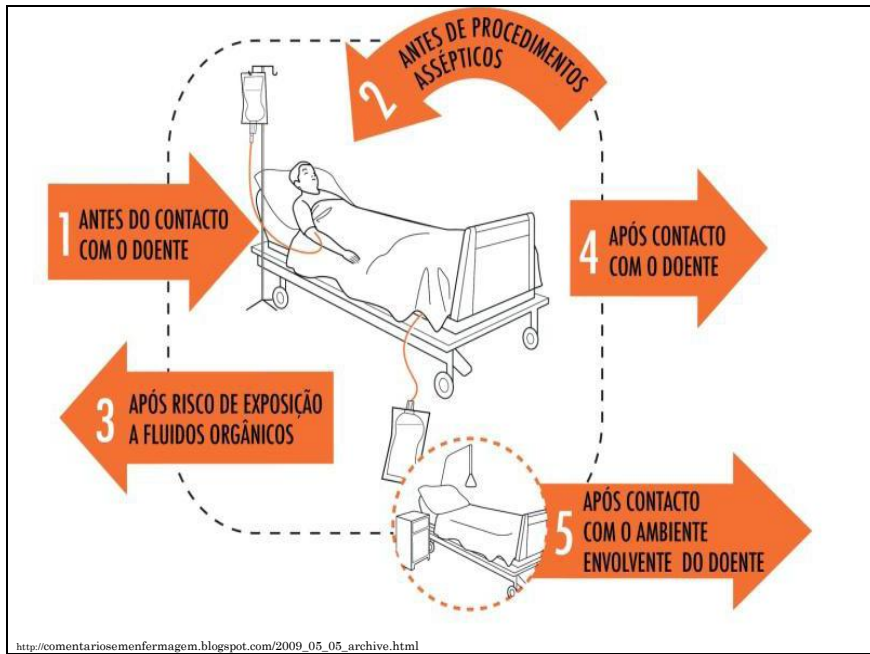 1 ANTES DO CONTACTO
COM O DOENTE
2 ANTES DE PROCEDIMENTOS
ASSÉPTICOS
3 APÓS RISCO DE EXPOSIÇÃO
A FLUIDOS ORGÂNICOS
4 APÓS CONTACTO
COM O DOENTE
5 APÓS CONTACTO
COM O AMBIENTE
ENVOLVENTE DO DOENTE
http://comentariosemenfermagem.blogspot.com/2009_05_05_archive.html